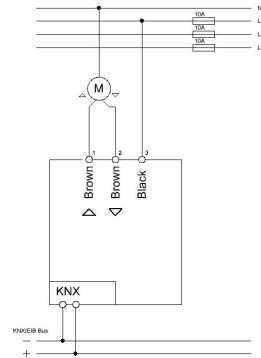 N
10A
L
10A
L
10A
L
M
1
2
3
Brown
Brown
Black
KNX
KNX/EIB Bus
−
+